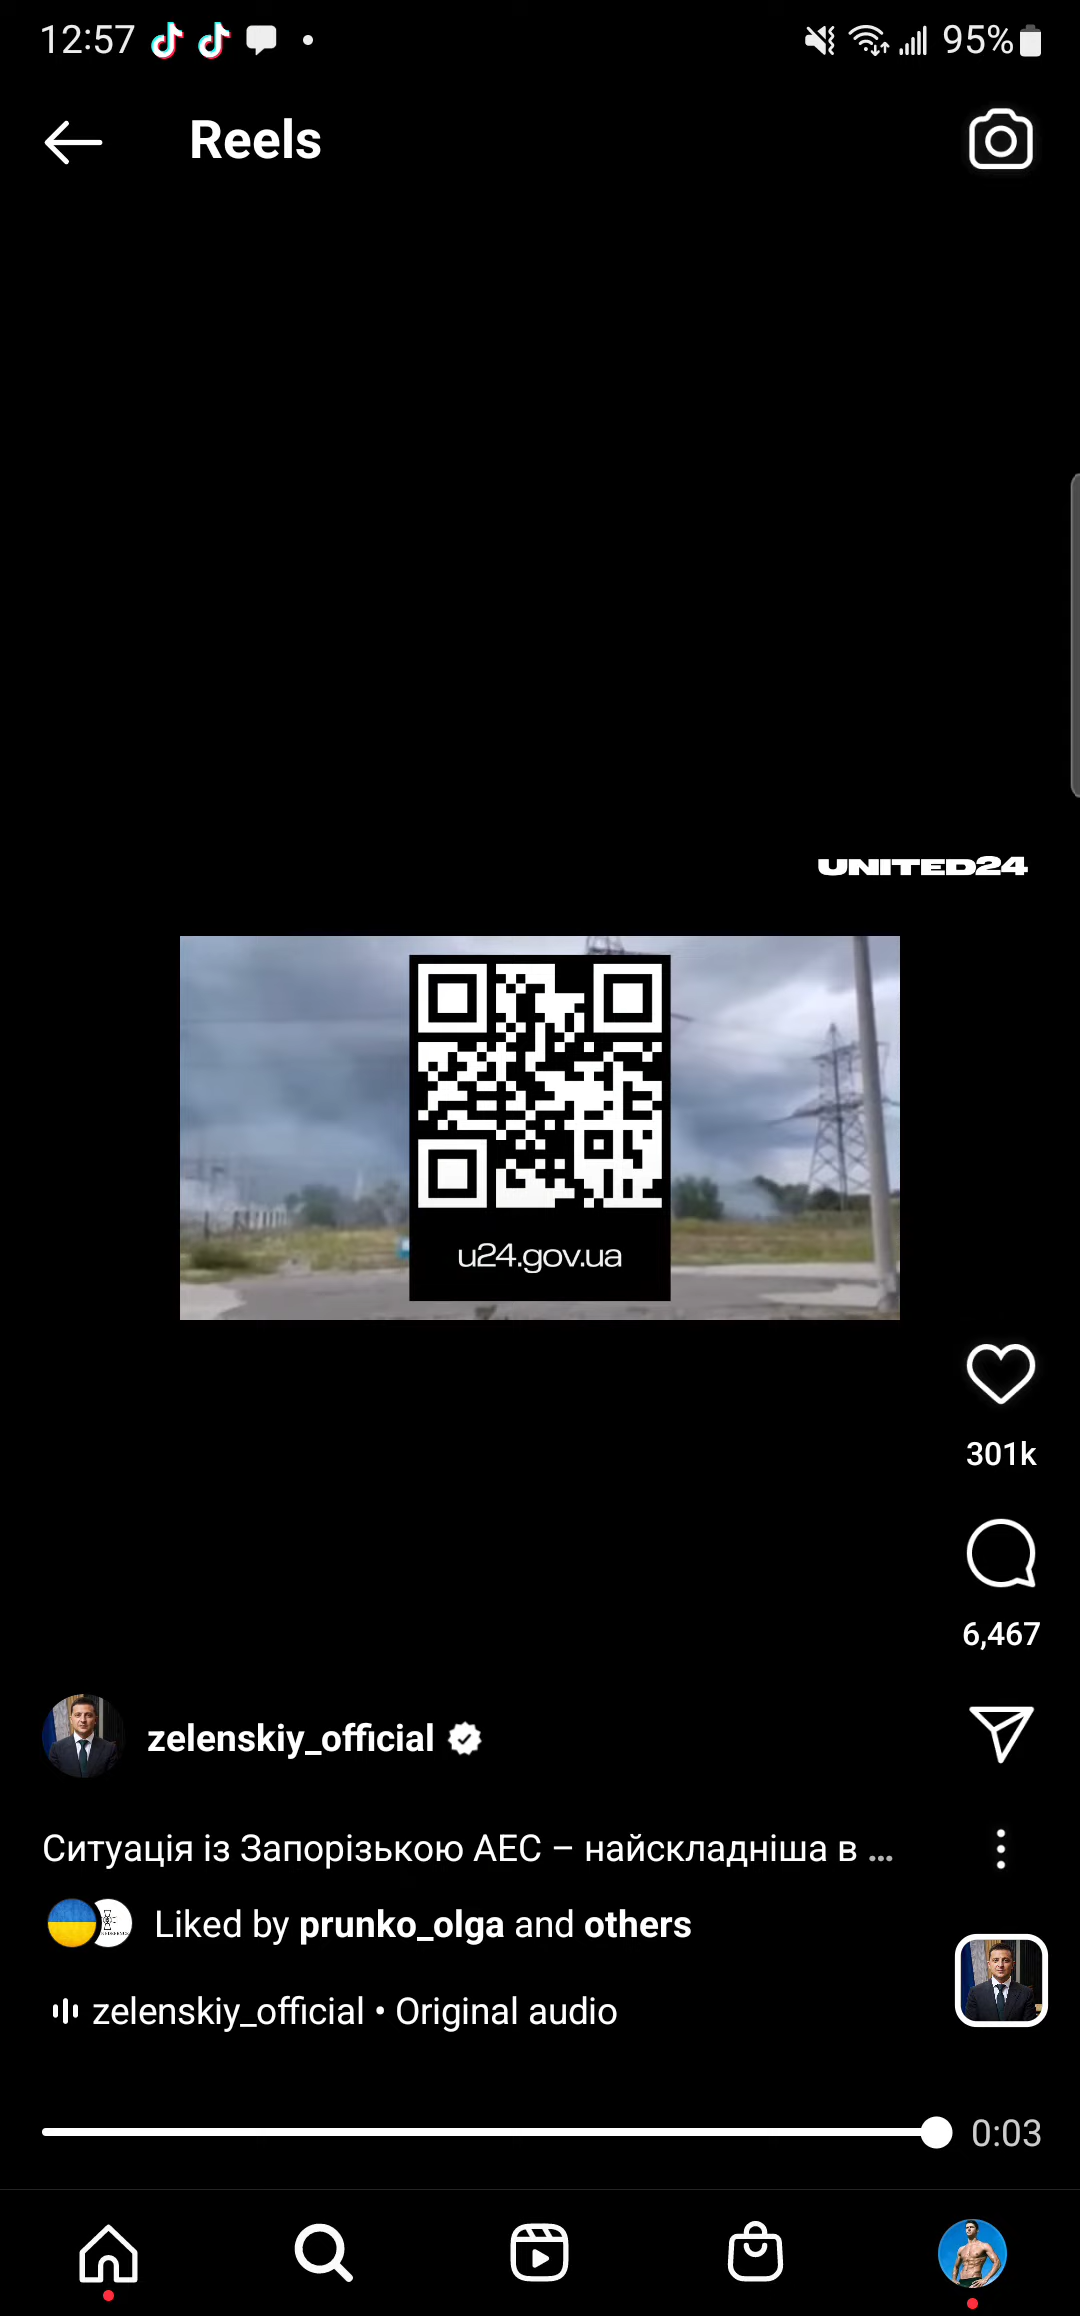 12:57
95%
Reels
UNITED24
u24.gov.ua
301k
6,467
zelenskiy_official
Ситуація із Запорізькою АЕС – найскладніша в ...
Liked by prunko_olga and others
zelenskiy_official • Original audio
0:03